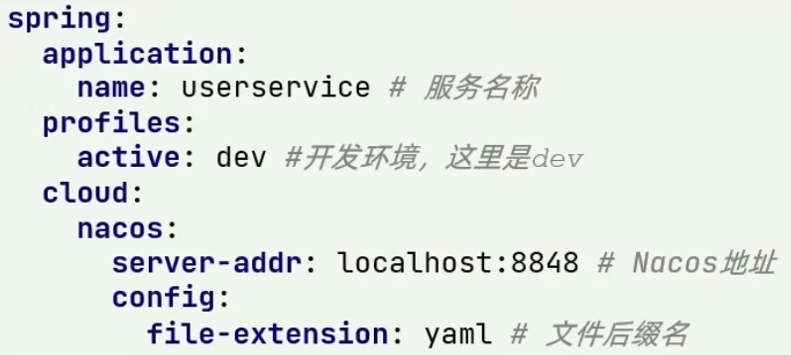 spring:
  application:
    name: userservice # 服务名称
  profiles:
    active: dev #开发环境，这里是dev
  cloud:
    nacos:
      server-addr: localhost:8848 # Nacos地址
      config:
        file-extension: yaml # 文件后缀名